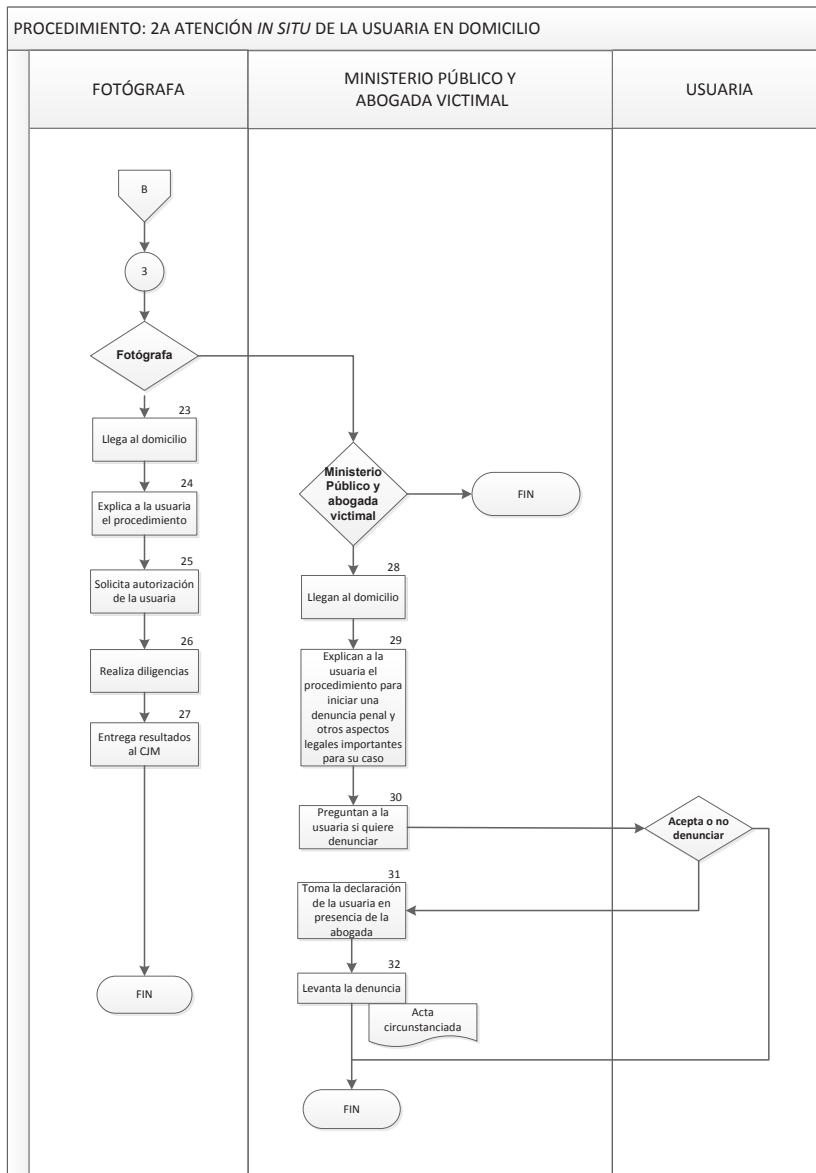 PROCEDIMIENTO: 2A ATENCIÓN IN SITU DE LA USUARIA EN DOMICILIO
FOTÓGRAFA
MINISTERIO PÚBLICO Y
ABOGADA VICTIMAL
USUARIA
B
3
Fotógrafa
23
Llega al domicilio
24
Explica a la usuaria
el procedimiento
25
Solicita autorización
de la usuaria
26
Realiza diligencias
27
Entrega resultados
al CJM
FIN
Ministerio
Público y
abogada
victimal
FIN
28
Llegan al domicilio
29
Explican a la
usuaria el
procedimiento para
iniciar una
denuncia penal y
otros aspectos
legales importantes
para su caso
30
Preguntan a la
usuaria si quiere
denunciar
Acepta o no
denunciar
31
Toma la declaración
de la usuaria en
presencia de la
abogada
32
Levanta la denuncia
Acta
circunstanciada
FIN